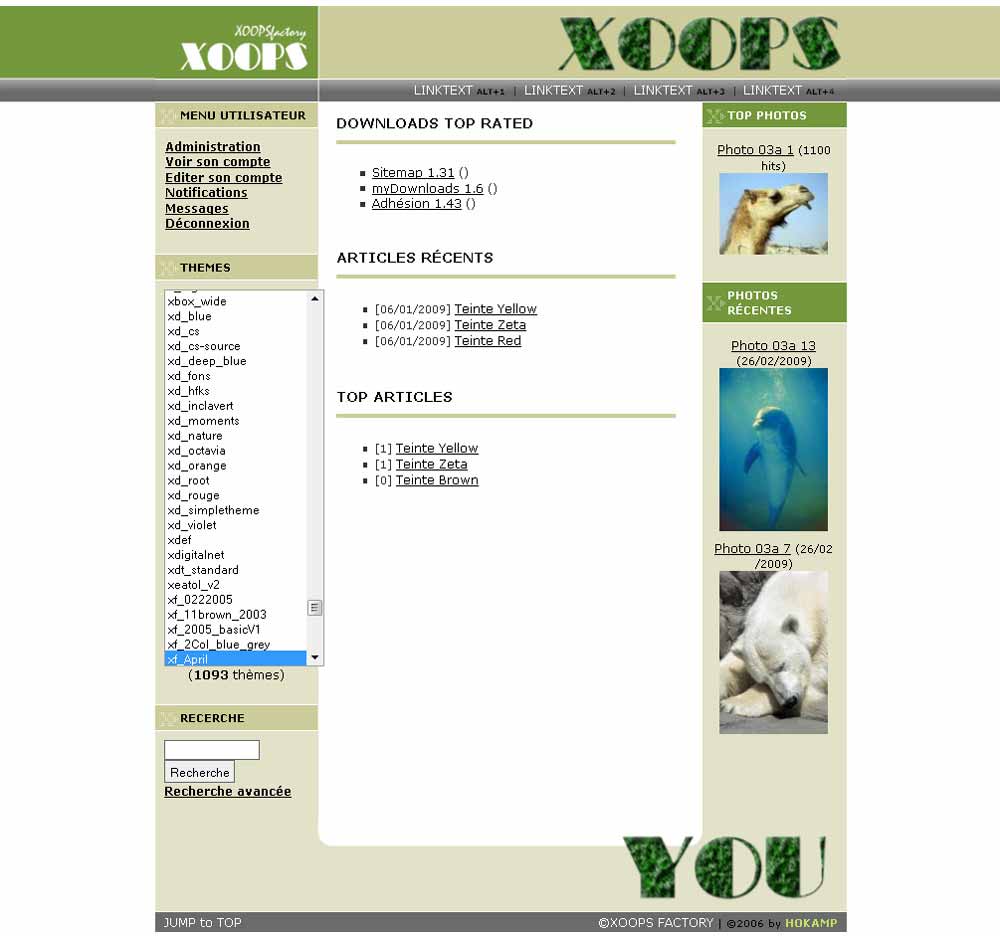 XOOPSfactory
XOOPS
XOOPS
LINKTEXT ALT+1 | LINKTEXT ALT+2 | LINKTEXT ALT+3 | LINKTEXT ALT+4
MENU UTILISATEUR
Administration
Voir son compte
Editer son compte
Notifications
Messages
Déconnexion
THEMES
xbox_wide
xd_blue
xd_cs
xd_cs-source
xd_deep_blue
xd_fons
xd_hfks
xd_inclavert
xd_moments
xd_nature
xd_octavia
xd_orange
xd_root
xd_rouge
xd_simpletheme
xd_violet
xdef
xdigitalnet
xdt_standard
xeatol_v2
xf_0222005
xf_11brown_2003
xf_2005_basicV1
xf_2Col_blue_grey
xf_April
(1093 thèmes)
RECERCHE
Recherche
Recherche avancée
DOWNLOADS TOP RATED
Sitemap 1.31 ()
myDownloads 1.6 ()
Adhésion 1.43 ()
ARTICLES RÉCENTS
[06/01/2009] Teinte Yellow
[06/01/2009] Teinte Zeta
[06/01/2009] Teinte Red
TOP ARTICLES
[1] Teinte Yellow
[1] Teinte Zeta
[0] Teinte Brown
TOP PHOTOS
Photo 03a 1 (1100
hits)
PHOTOS
RÉCENTES
Photo 03a 13
(26/02/2009)
Photo 03a 7 (26/02
/2009)
YOU
JUMP to TOP
©XOOPS FACTORY | ©2006 by HOKAMP